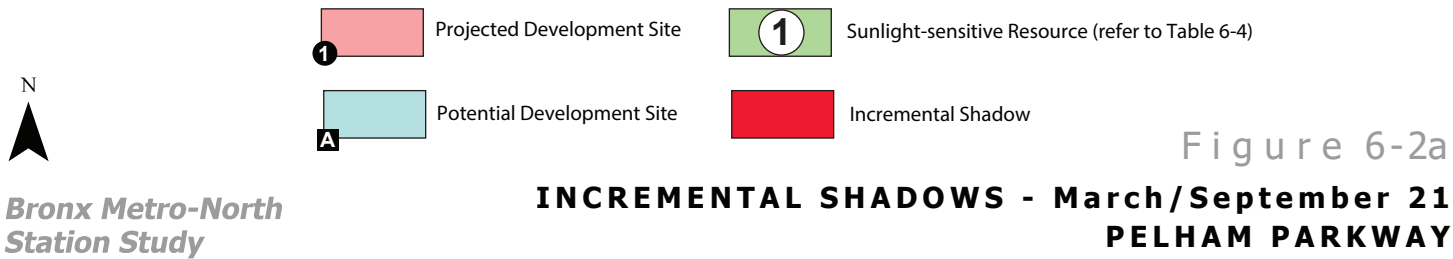 1 Projected Development Site
1 Sunlight-sensitive Resource (refer to Table 6-4)
N
A Potential Development Site
Incremental Shadow
Figure 6-2a
Bronx Metro-North
Station Study
INCREMENTAL SHADOWS - March/September 21
PELHAM PARKWAY